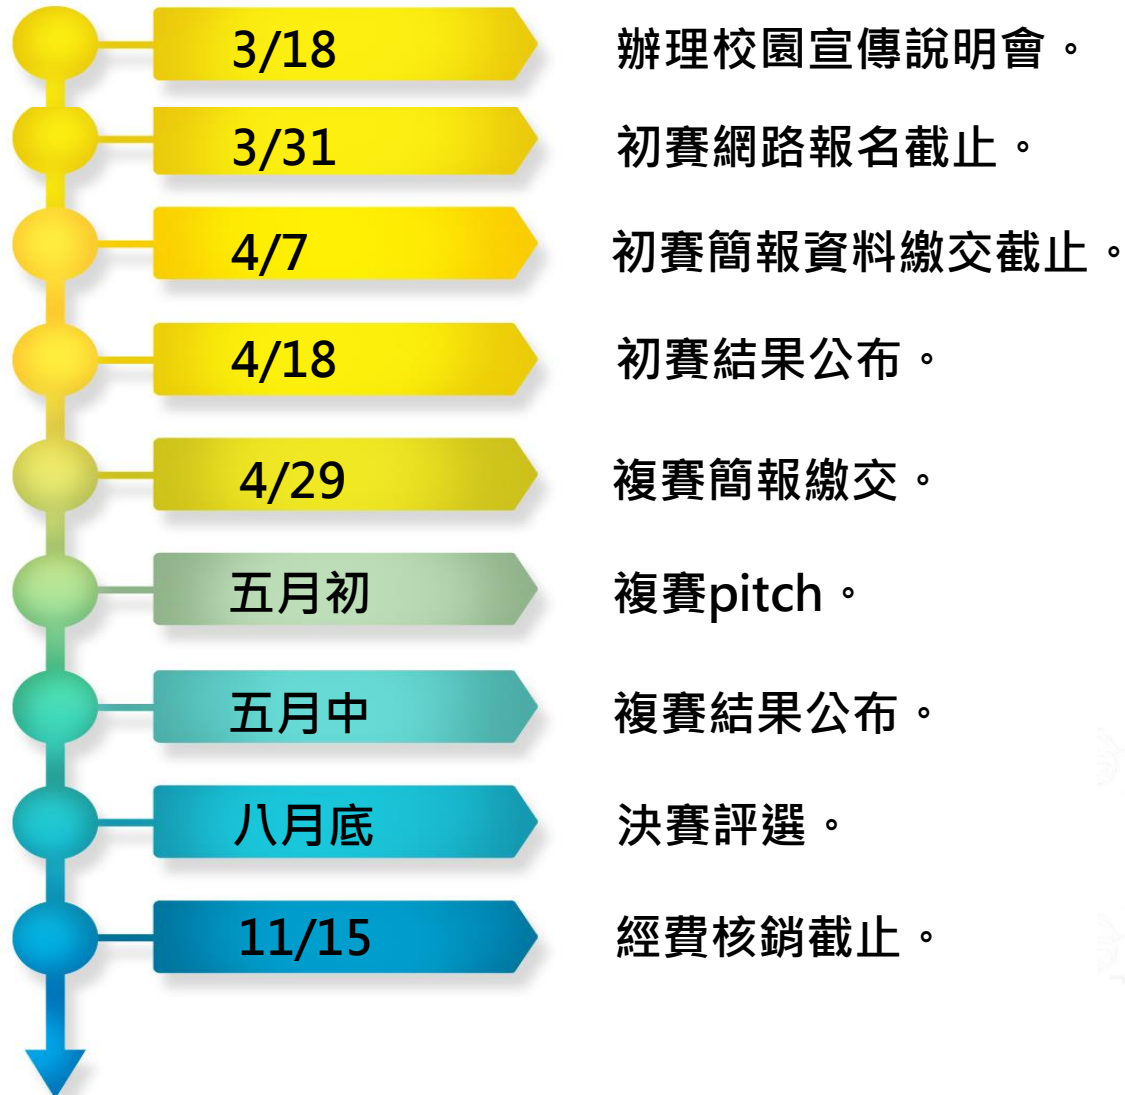 3/18 辦理校園宣傳說明會。
3/31 初賽網路報名截止。
4/7 初賽簡報資料繳交截止。
4/18 初賽結果公布。
4/29 複賽簡報繳交。
五月初 複賽pitch。
五月中 複賽結果公布。
八月底 決賽評選。
11/15 經費核銷截止。